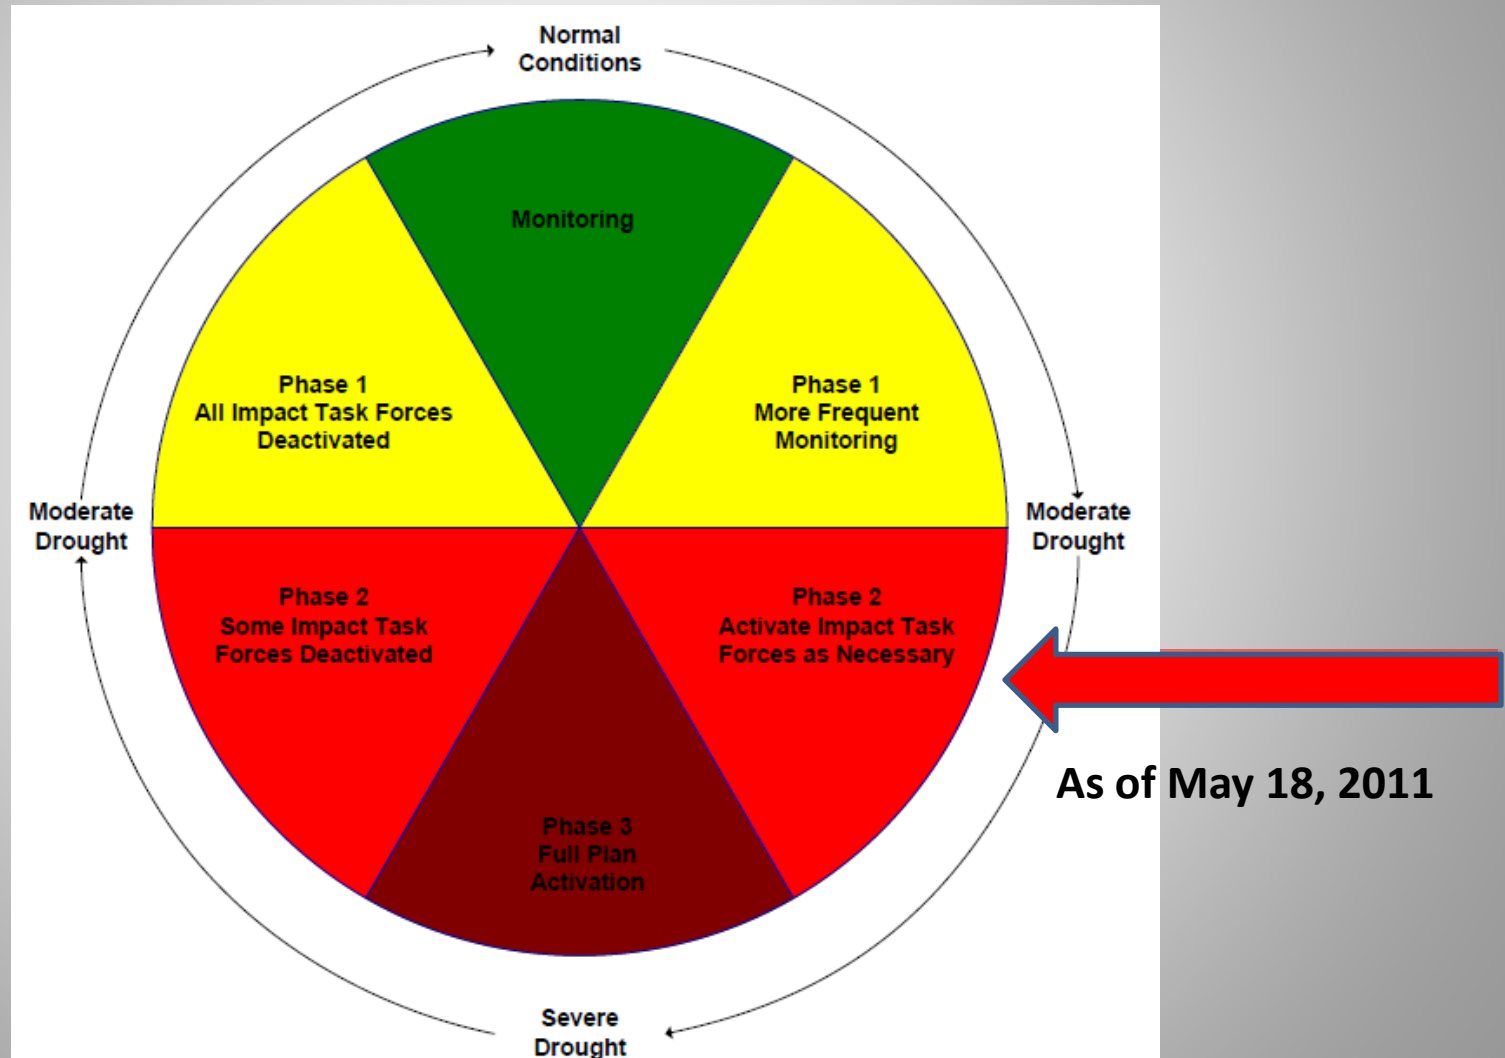 Normal
Conditions
Monitoring
Phase 1
All Impact Task Forces
Deactivated
Phase 1
More Frequent
Monitoring
Moderate
Drought
Moderate
Drought
Phase 2
Some Impact Task
Forces Deactivated
Phase 2
Activate Impact Task
Forces as Necessary
As of May 18, 2011
Phase 3
Full Plan
Activation
Severe
Drought